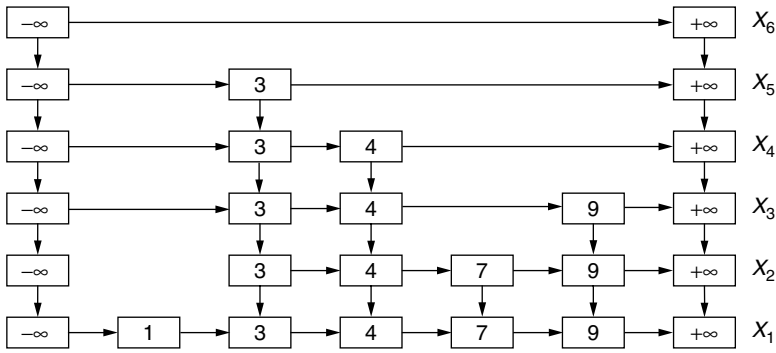 −∞ +∞ X6
−∞ 3 +∞ X5
−∞ 3 4 +∞ X4
−∞ 3 4 9 +∞ X3
−∞ 3 4 7 9 +∞ X2
−∞ 1 3 4 7 9 +∞ X1